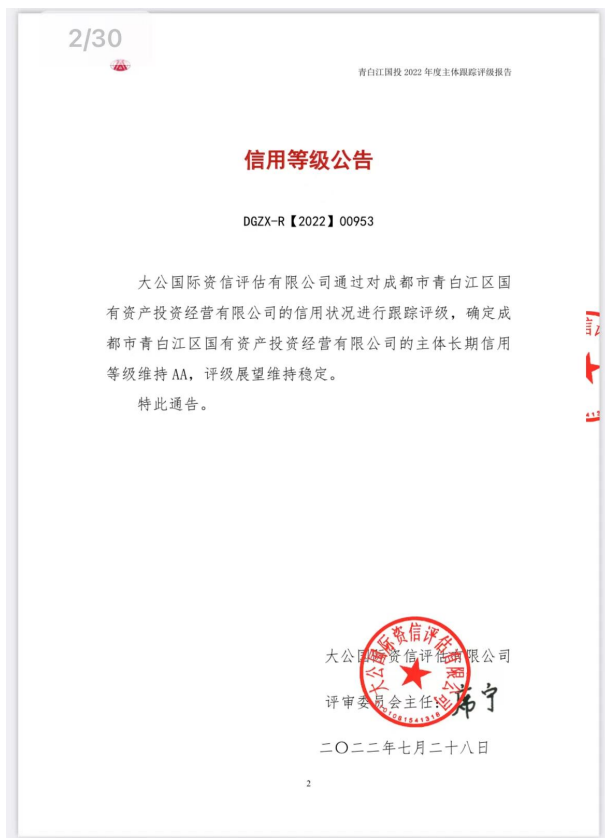 2/30
青白江国投 2022 年度主体跟踪评级报告
信用等级公告
DGZX-R【2022】00953
大公国际资信评估有限公司通过对成都市青白江区国
有资产投资经营有限公司的信用状况进行跟踪评级，确定成
都市青白江区国有资产投资经营有限公司的主体长期信用
等级维持 AA，评级展望维持稳定。
特此通告。
大公国际资信评估有限公司
评审委员会主任：
二〇二二年七月二十八日
2